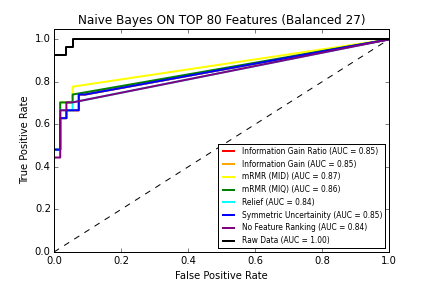 Naive Bayes ON TOP 80 Features (Balanced 27)
True Positive Rate
1.0
0.8
0.6
0.4
0.2
0.0
Information Gain Ratio (AUC = 0.85)
Information Gain (AUC = 0.85)
mRMR (MID) (AUC = 0.87)
mRMR (MIQ) (AUC = 0.86)
Relief (AUC = 0.84)
Symmetric Uncertainity (AUC = 0.85)
No Feature Ranking (AUC = 0.84)
Raw Data (AUC = 1.00)
0.0 0.2 0.4 0.6 0.8 1.0
False Positive Rate